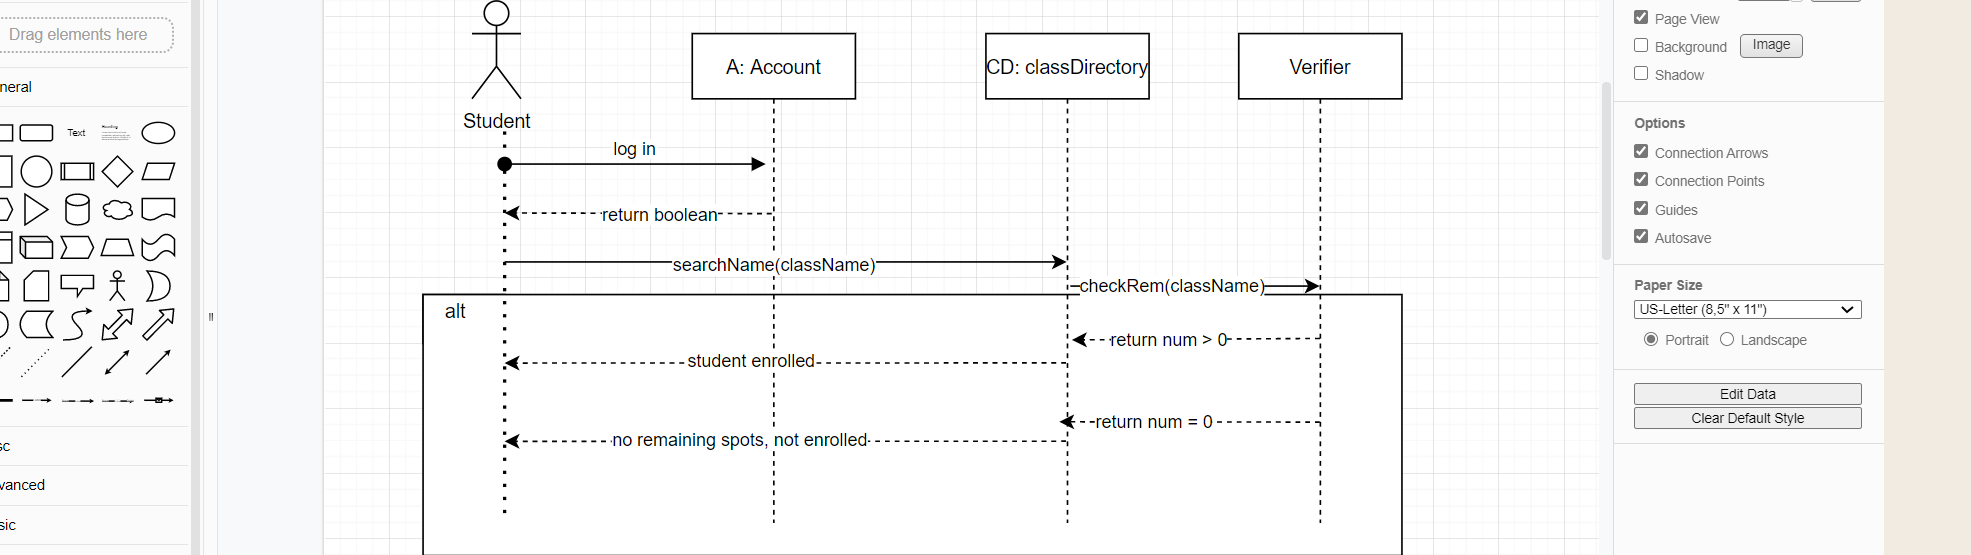 Drag elements here
neral
Text
sc
vanced
sic
Student
A: Account
CD: classDirectory
Verifier
log in
return boolean
searchName(className)
checkRem(className)
alt
return num > 0
student enrolled
return num = 0
no remaining spots, not enrolled
Page View
Background
Image
Shadow
Options
Connection Arrows
Connection Points
Guides
Autosave
Paper Size
US-Letter (8,5" x 11")
Portrait
Landscape
Edit Data
Clear Default Style